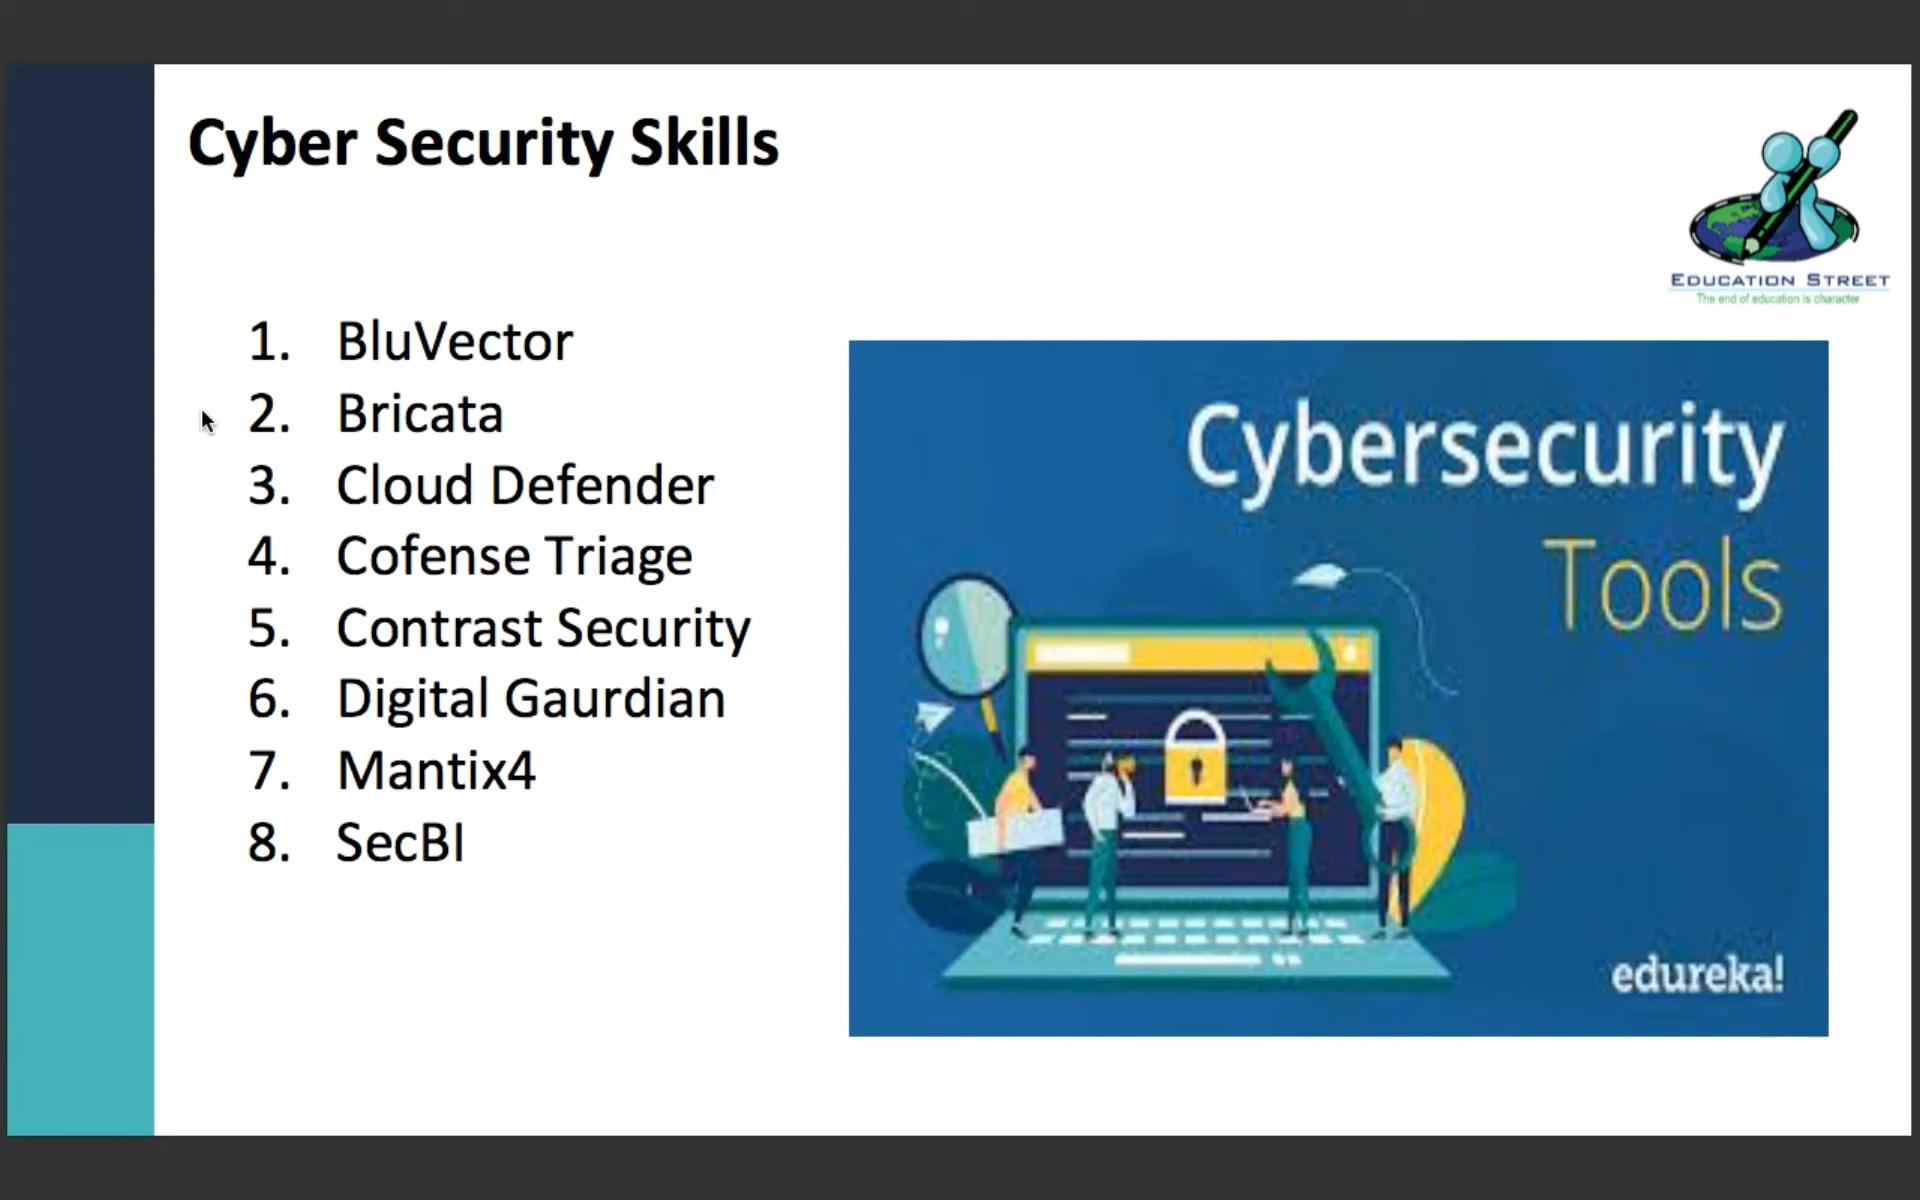 Cyber Security Skills
EDUCATION STREET
The end of education is character
1. BluVector
2. Bricata
3. Cloud Defender
4. Cofense Triage
5. Contrast Security
6. Digital Gaurdian
7. Mantix4
8. SecBI
Cybersecurity
Tools
edureka!